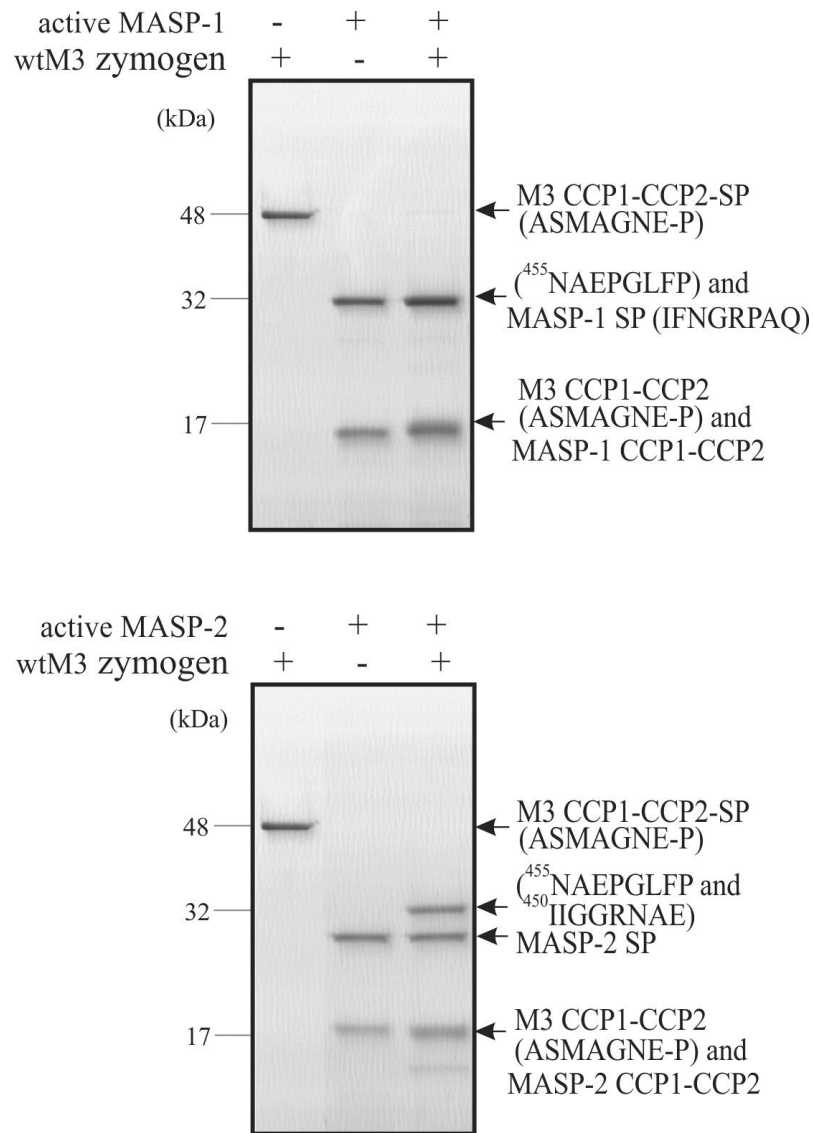 active MASP-1 - + +
wtM3 zymogen + - +
(kDa)
48
32
17
M3 CCP1-CCP2-SP
(ASMAGNE-P)
(455NAEPGLFP) and
MASP-1 SP (IFNGRPAQ)
M3 CCP1-CCP2
(ASMAGNE-P) and
MASP-1 CCP1-CCP2
active MASP-2 - + +
wtM3 zymogen + - +
(kDa)
48
32
17
M3 CCP1-CCP2-SP
(ASMAGNE-P)
(455NAEPGLFP and
450IIGGRNAE)
MASP-2 SP
M3 CCP1-CCP2
(ASMAGNE-P) and
MASP-2 CCP1-CCP2